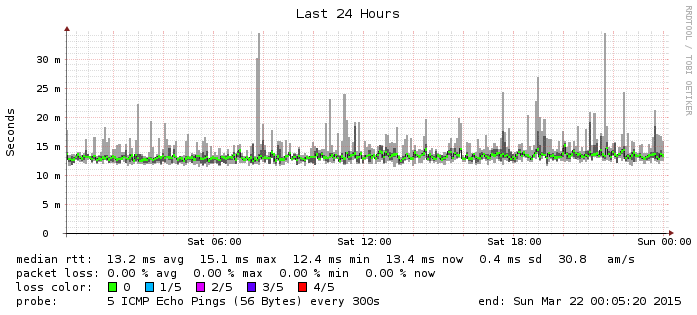 Last 24 Hours
RRDTOOL / TOBI OETIKER
Seconds
30 m
25 m
20 m
15 m
10 m
5 m
0
Sat 06:00 Sat 12:00 Sat 18:00 Sun 00:00
median rtt: 13.2 ms avg 15.1 ms max 12.4 ms min 13.4 ms now 0.4 ms sd 30.8 am/s
packet loss: 0.00 % avg 0.00 % max 0.00 % min 0.00 % now
loss color: 0 1/5 2/5 3/5 4/5
probe: 5 ICMP Echo Pings (56 Bytes) every 300s end: Sun Mar 22 00:05:20 2015